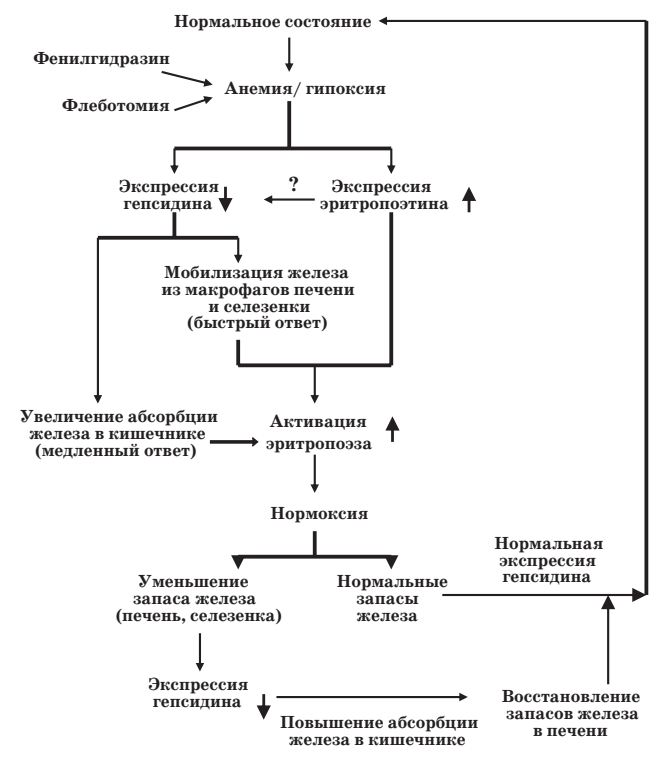 Нормальное состояние
Фенилгидразин
Анемия/ гипоксия
Флеботомия
Экспрессия
гепсидина
?
Экспрессия
эритропоэтина
Мобилизация железа
из макрофагов печени
и селезенки
(быстрый ответ)
Увеличение абсорбции
железа в кишечнике
(медленный ответ)
Активация
эритропоэза
Нормоксия
Нормальная
экспрессия
гепсидина
Уменьшение
запаса железа
(печень, селезенка)
Нормальные
запасы
железа
Экспрессия
гепсидина
Повышение абсорбции
железа в кишечнике
Восстановление
запасов железа
в печени